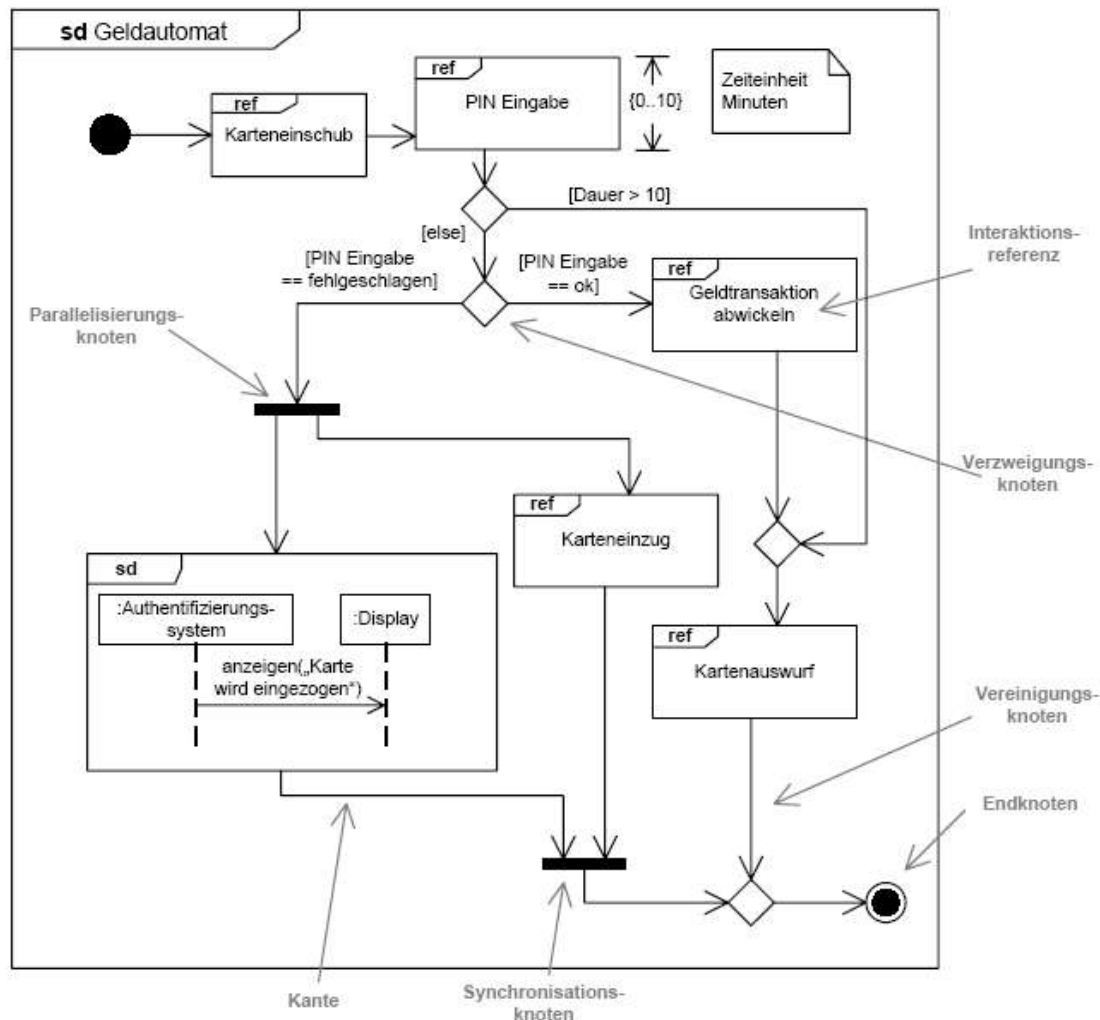 sd Geldautomat
ref
Karteneinschub
ref
PIN Eingabe
{0..10}
Zeiteinheit
Minuten
[Dauer > 10]
[else]
[PIN Eingabe
== fehlgeschlagen]
[PIN Eingabe
== ok]
ref
Geldtransaktion
abwickeln
Interaktions-
referenz
Parallelisierungs-
knoten
Verzweigungs-
knoten
ref
Karteneinzug
sd
:Authentifizierungs-
system
:Display
anzeigen(„Karte
wird eingezogen“)
ref
Kartenauswurf
Vereinigungs-
knoten
Endknoten
Kante
Synchronisations-
knoten